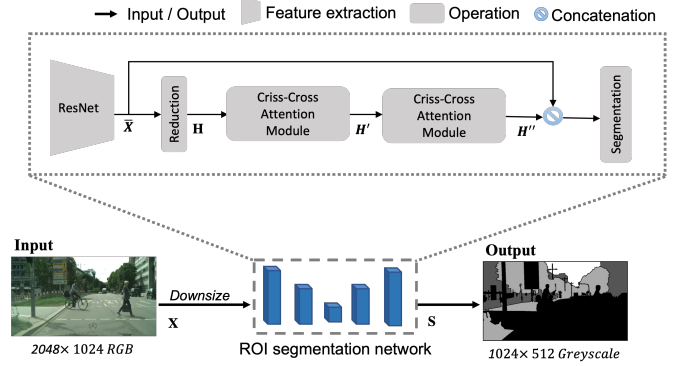 Input / Output
Feature extraction
Operation
Concatenation
ResNet
X̄
Reduction
H
Criss-Cross
Attention
Module
H'
Criss-Cross
Attention
Module
H''
Segmentation
Input
Output
Downsize
X
S
2048× 1024 RGB
ROI segmentation network
1024× 512 Greyscale